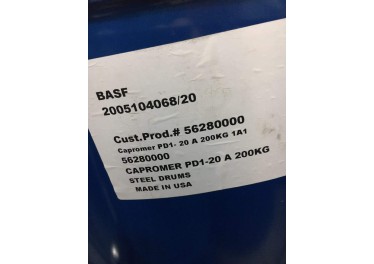 BASF
2005104068/20
Cust.Prod.# 56280000
Capromer PD1- 20 A 200KG 1A1
56280000
CAPROMER PD1-20 A 200KG
STEEL DRUMS
MADE IN USA